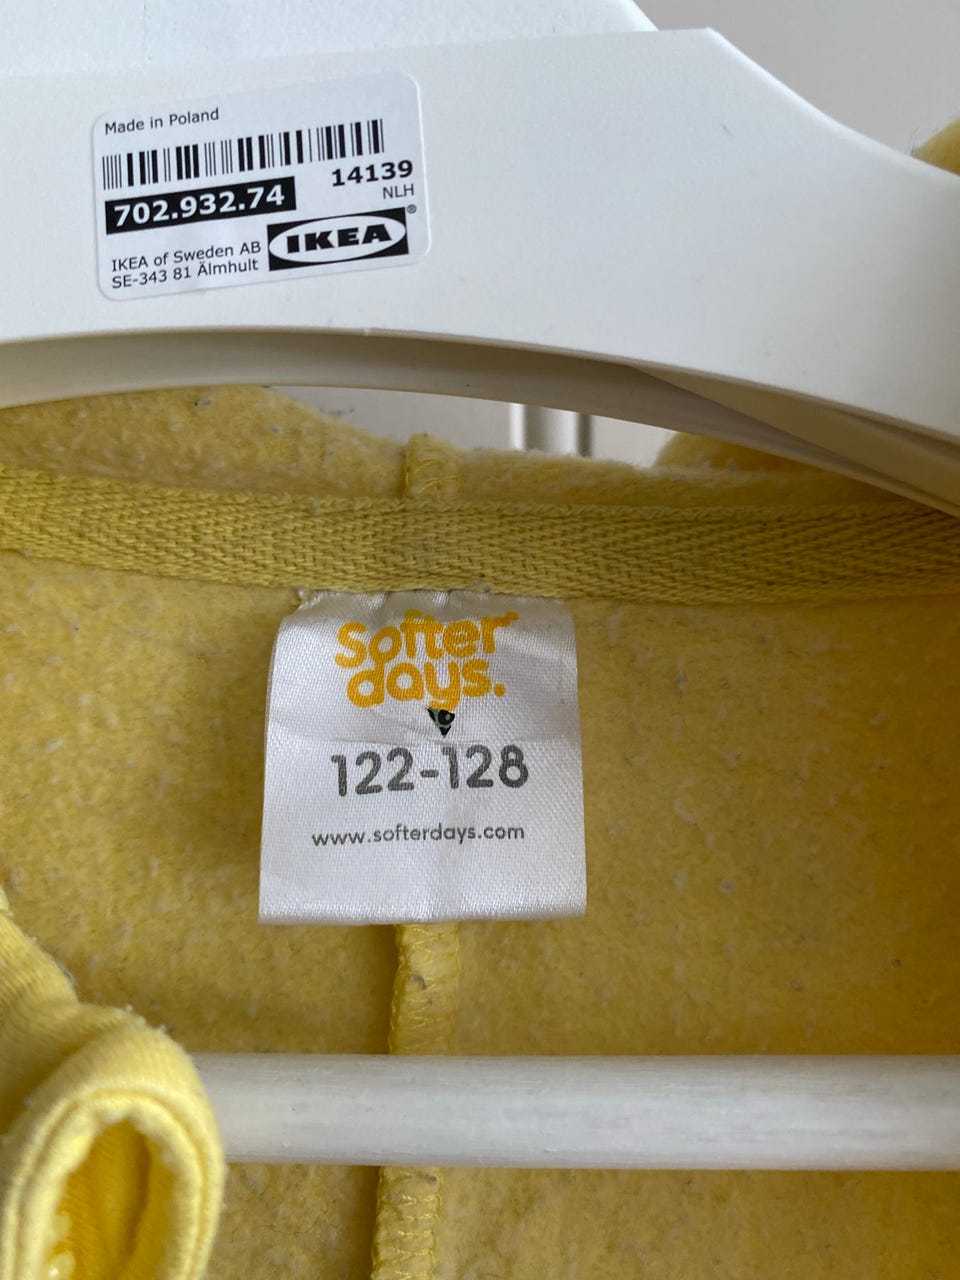 Made in Poland
14139
702.932.74
NLH
IKEA of Sweden AB
SE-343 81 Älmhult
IKEA®
Softer
days.
122-128
www.softerdays.com